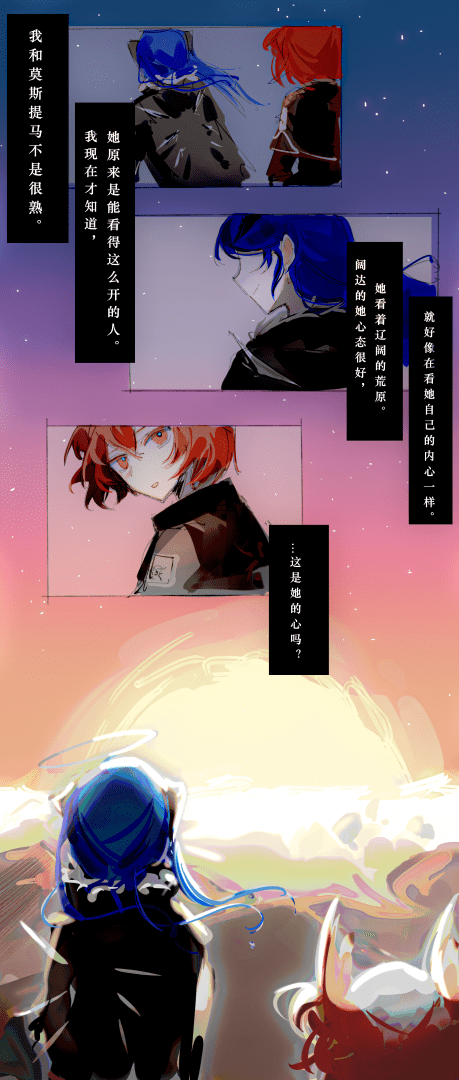 我和莫斯提马不是很熟。
她原来是能看得这么开的人。
我现在才知道，
她看着辽阔的荒原。
阔达的她心态很好，
就好像在看她自己的内心一样。
…这是她的心吗？